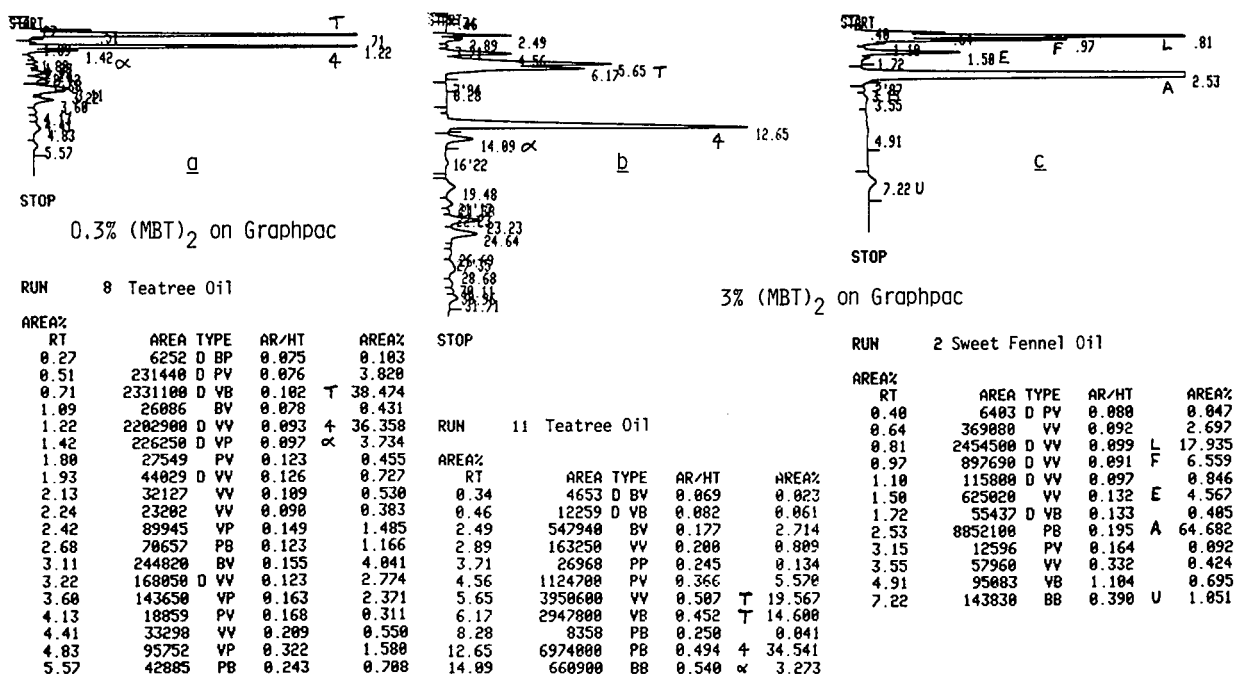 START
.51
T
.71
1.22
4
1.09
1.42 α
3.60
4.83
5.57
a
STOP
0.3% (MBT)2 on Graphpac
RUN 8 Teatree Oil
AREA%
RT AREA TYPE AR/HT AREA%
0.27 6252 D BP 0.075 0.103
0.51 231440 D PV 0.076 3.820
0.71 2331100 D VB 0.102 T 38.474
1.09 26086 BV 0.078 0.431
1.22 2202900 D VV 0.093 4 36.358
1.42 226250 D VP 0.097 α 3.734
1.80 27549 PV 0.123 0.455
1.93 44029 D VV 0.126 0.727
2.13 32127 VV 0.109 0.530
2.24 23202 VV 0.090 0.383
2.42 89945 VP 0.149 1.485
2.68 70657 PB 0.123 1.166
3.11 244820 BV 0.155 4.041
3.22 168050 D VV 0.123 2.774
3.60 143650 VP 0.163 2.371
4.13 18859 PV 0.168 0.311
4.41 33298 VV 0.209 0.550
4.83 95752 VP 0.322 1.580
5.57 42885 PB 0.243 0.708
2.89
2.49
4.56
6.17
5.65 T
8.28
12.65
4
14.09 α
b
16.22
19.48
23.23
24.64
28.68
31.71
STOP
RUN 11 Teatree Oil
AREA%
RT AREA TYPE AR/HT AREA%
0.34 4653 D BV 0.069 0.023
0.46 12259 D VB 0.082 0.061
2.49 547940 BV 0.177 2.714
2.89 163250 VV 0.200 0.809
3.71 26968 PP 0.245 0.134
4.56 1124700 PV 0.366 5.570
5.65 3950600 VV 0.507 T 19.567
6.17 2947800 VB 0.452 T 14.600
8.28 8358 PB 0.250 0.041
12.65 6974000 PB 0.494 4 34.541
14.09 660900 BB 0.540 α 3.273
START
.40
.64
F
.97
L
.81
1.10
1.50 E
1.72
2.53
A
3.55
4.91
7.22 U
c
STOP
3% (MBT)2 on Graphpac
RUN 2 Sweet Fennel Oil
AREA%
RT AREA TYPE AR/HT AREA%
0.40 6403 D PV 0.080 0.047
0.64 369080 VV 0.092 2.697
0.81 2454500 D VV 0.099 L 17.935
0.97 897690 D VV 0.091 F 6.559
1.10 115800 D VV 0.097 0.846
1.50 625020 VV 0.132 E 4.567
1.72 55437 D VB 0.133 0.405
2.53 8852100 PB 0.195 A 64.682
3.15 12596 PV 0.164 0.092
3.55 57960 VV 0.332 0.424
4.91 95083 VB 1.104 0.695
7.22 143830 BB 0.390 U 1.051